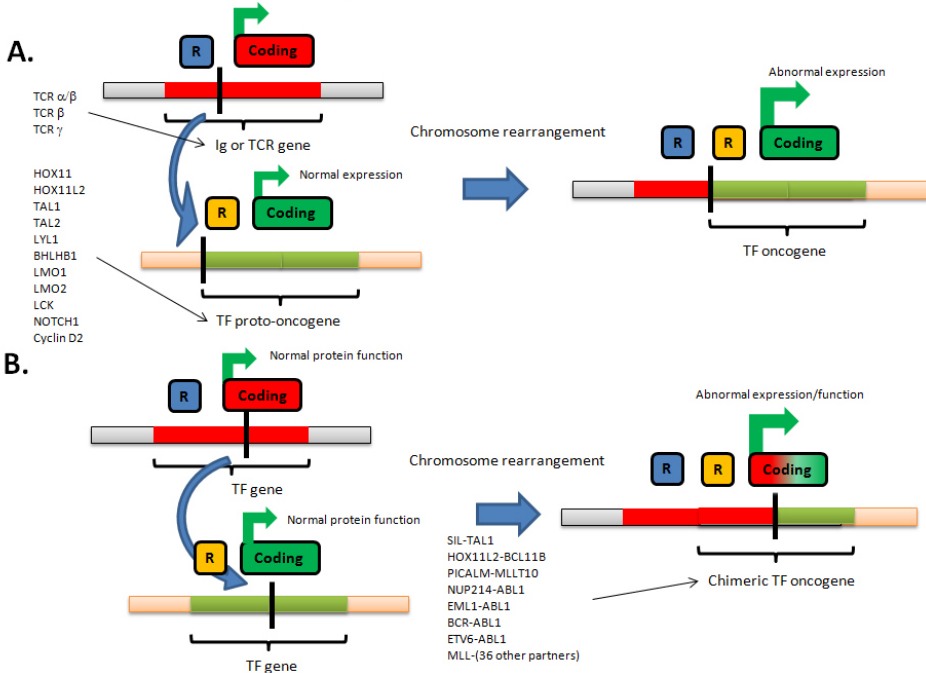 A.
R
Coding
TCR α/β
TCR β
TCR γ
Ig or TCR gene
HOX11
HOX11L2
TAL1
TAL2
LYL1
BHLHB1
LMO1
LMO2
LCK
NOTCH1
Cyclin D2
Normal expression
R
Coding
TF proto-oncogene
Chromosome rearrangement
Abnormal expression
R
R
Coding
TF oncogene
B.
Normal protein function
R
Coding
TF gene
Normal protein function
R
Coding
TF gene
Chromosome rearrangement
SIL-TAL1
HOX11L2-BCL11B
PICALM-MLLT10
NUP214-ABL1
EML1-ABL1
BCR-ABL1
ETV6-ABL1
MLL-(36 other partners)
Abnormal expression/function
R
R
Coding
Chimeric TF oncogene